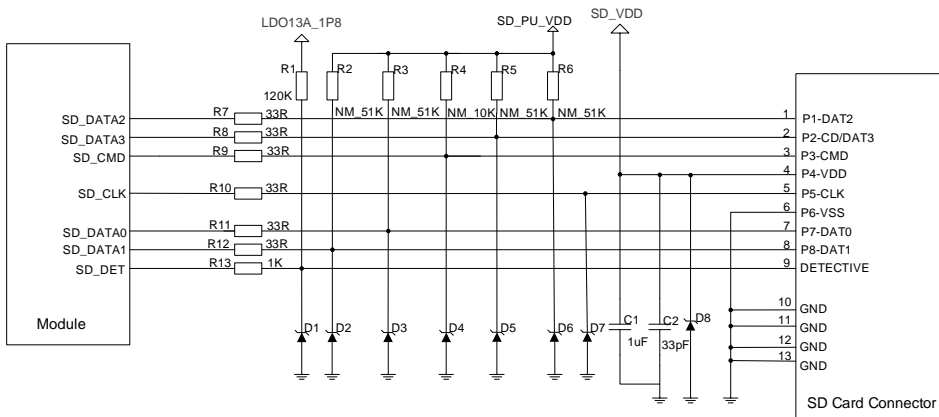 LDO13A_1P8
SD_PU_VDD
SD_VDD
R1
R2
R3
R4
R5
R6
120K
NM_51K
NM_51K
NM_10K
NM_51K
NM_51K
SD_DATA2
R7
33R
1
P1-DAT2
SD_DATA3
R8
33R
2
P2-CD/DAT3
SD_CMD
R9
33R
3
P3-CMD
4
P4-VDD
SD_CLK
R10
33R
5
P5-CLK
6
P6-VSS
SD_DATA0
R11
33R
7
P7-DAT0
SD_DATA1
R12
33R
8
P8-DAT1
SD_DET
R13
1K
9
DETECTIVE
10
GND
11
GND
12
GND
13
GND
Module
D1
D2
D3
D4
D5
D6
D7
C1
1uF
C2
33pF
D8
SD Card Connector